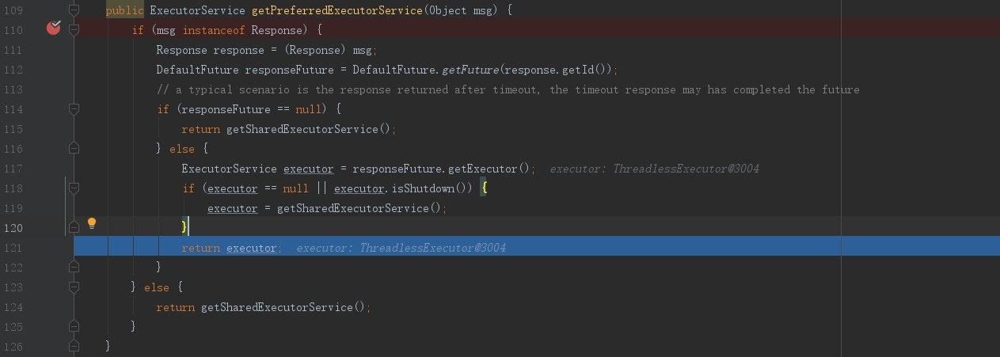 109 public ExecutorService getPreferredExecutorService(Object msg) {
110 if (msg instanceof Response) {
111 Response response = (Response) msg;
112 DefaultFuture responseFuture = DefaultFuture.getFuture(response.getId());
113 // a typical scenario is the response returned after timeout, the timeout response may has completed the future
114 if (responseFuture == null) {
115 return getSharedExecutorService();
116 } else {
117 ExecutorService executor = responseFuture.getExecutor(); executor: ThreadlessExecutor@3004
118 if (executor == null || executor.isShutdown()) {
119 executor = getSharedExecutorService();
120 }
121 return executor; executor: ThreadlessExecutor@3004
122 }
123 } else {
124 return getSharedExecutorService();
125 }
126 }